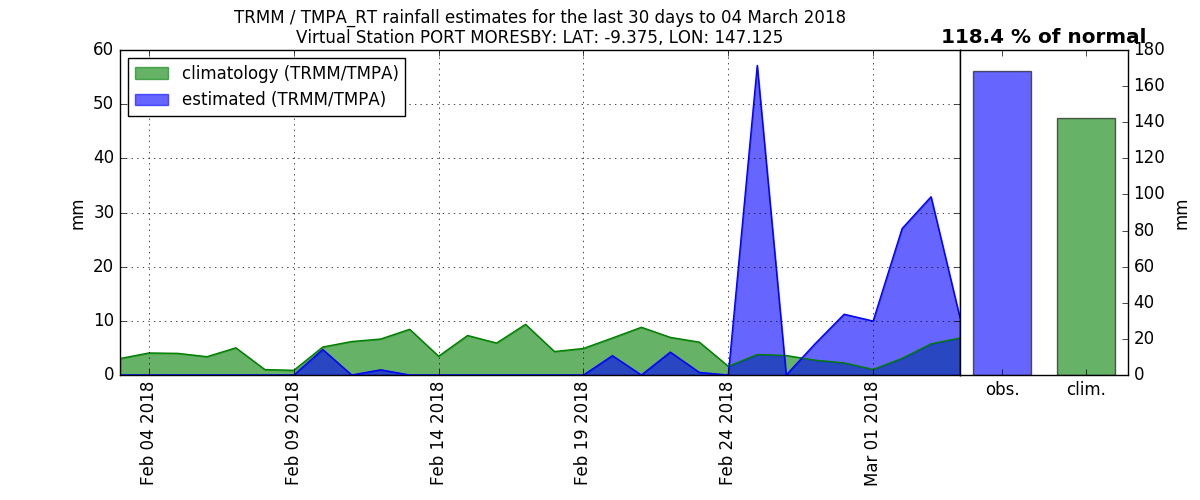 TRMM / TMPA_RT rainfall estimates for the last 30 days to 04 March 2018
Virtual Station PORT MORESBY: LAT: -9.375, LON: 147.125
118.4 % of normal
climatology (TRMM/TMPA)
estimated (TRMM/TMPA)
60
50
40
30
20
10
0
mm
Feb 04 2018
Feb 09 2018
Feb 14 2018
Feb 19 2018
Feb 24 2018
Mar 01 2018
180
160
140
120
100
80
60
40
20
0
mm
obs.
clim.